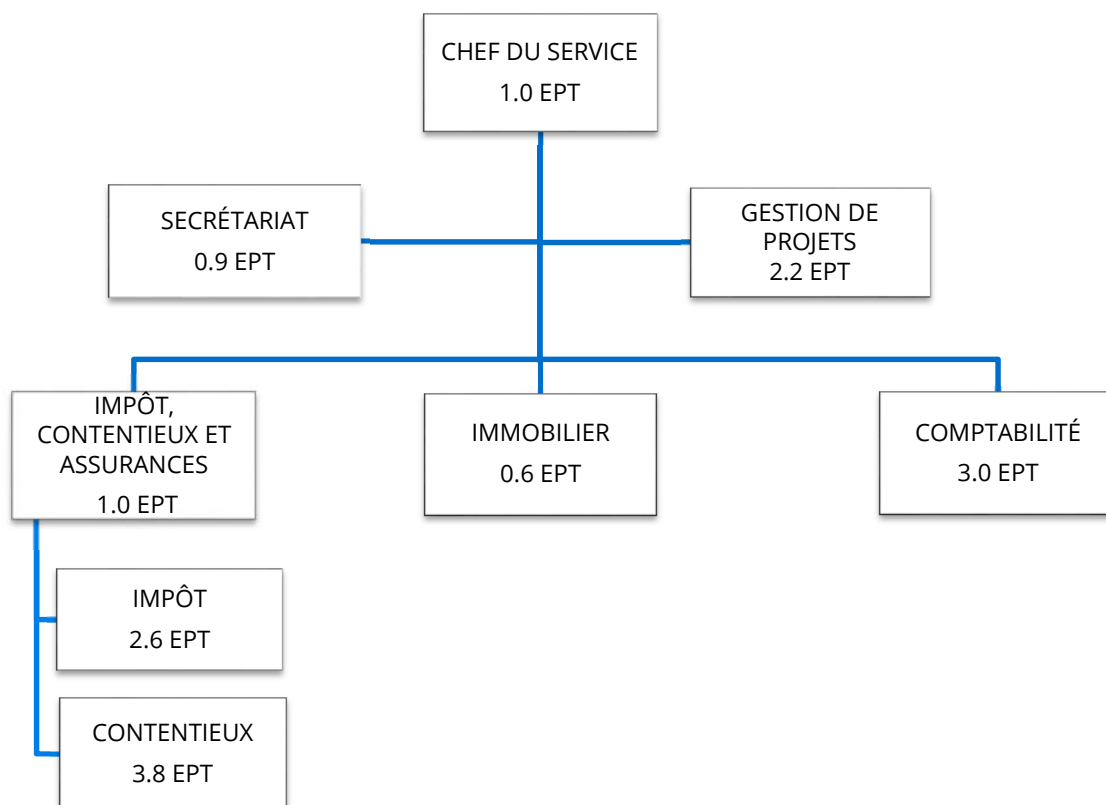 CHEF DU SERVICE
1.0 EPT
SECRÉTARIAT
0.9 EPT
GESTION DE
PROJETS
2.2 EPT
IMPÔT,
CONTENTIEUX ET
ASSURANCES
1.0 EPT
IMMOBILIER
0.6 EPT
COMPTABILITÉ
3.0 EPT
IMPÔT
2.6 EPT
CONTENTIEUX
3.8 EPT